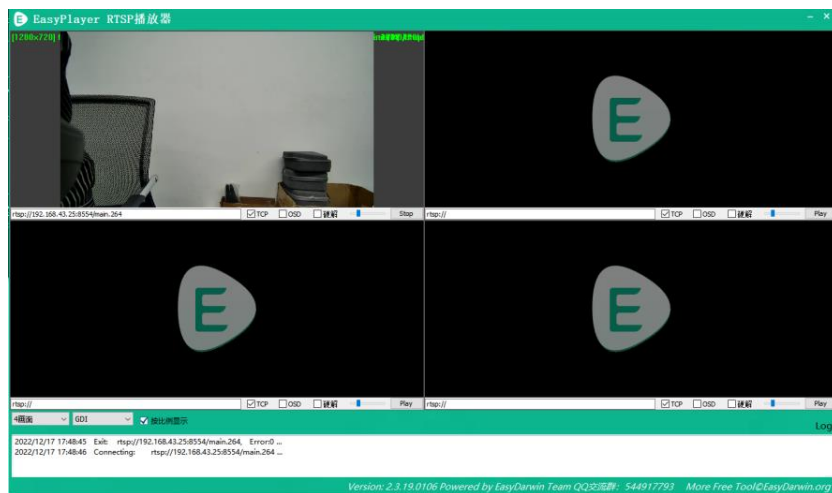 EasyPlayer RTSP播放器
[1280x720]
rtsp://192.168.43.25:8554/main.264 TCP OSD 硬解 Stop
rtsp:// TCP OSD 硬解 Play
rtsp:// TCP OSD 硬解 Play
rtsp:// TCP OSD 硬解 Play
4画面 GDI 按比例显示
Log
2022/12/17 17:48:45 Exit: rtsp://192.168.43.25:8554/main.264, Error:0 ...
2022/12/17 17:48:46 Connecting: rtsp://192.168.43.25:8554/main.264 ...
Version: 2.3.19.0106 Powered by EasyDarwin Team QQ交流群: 544917793 More Free Tool©EasyDarwin.org